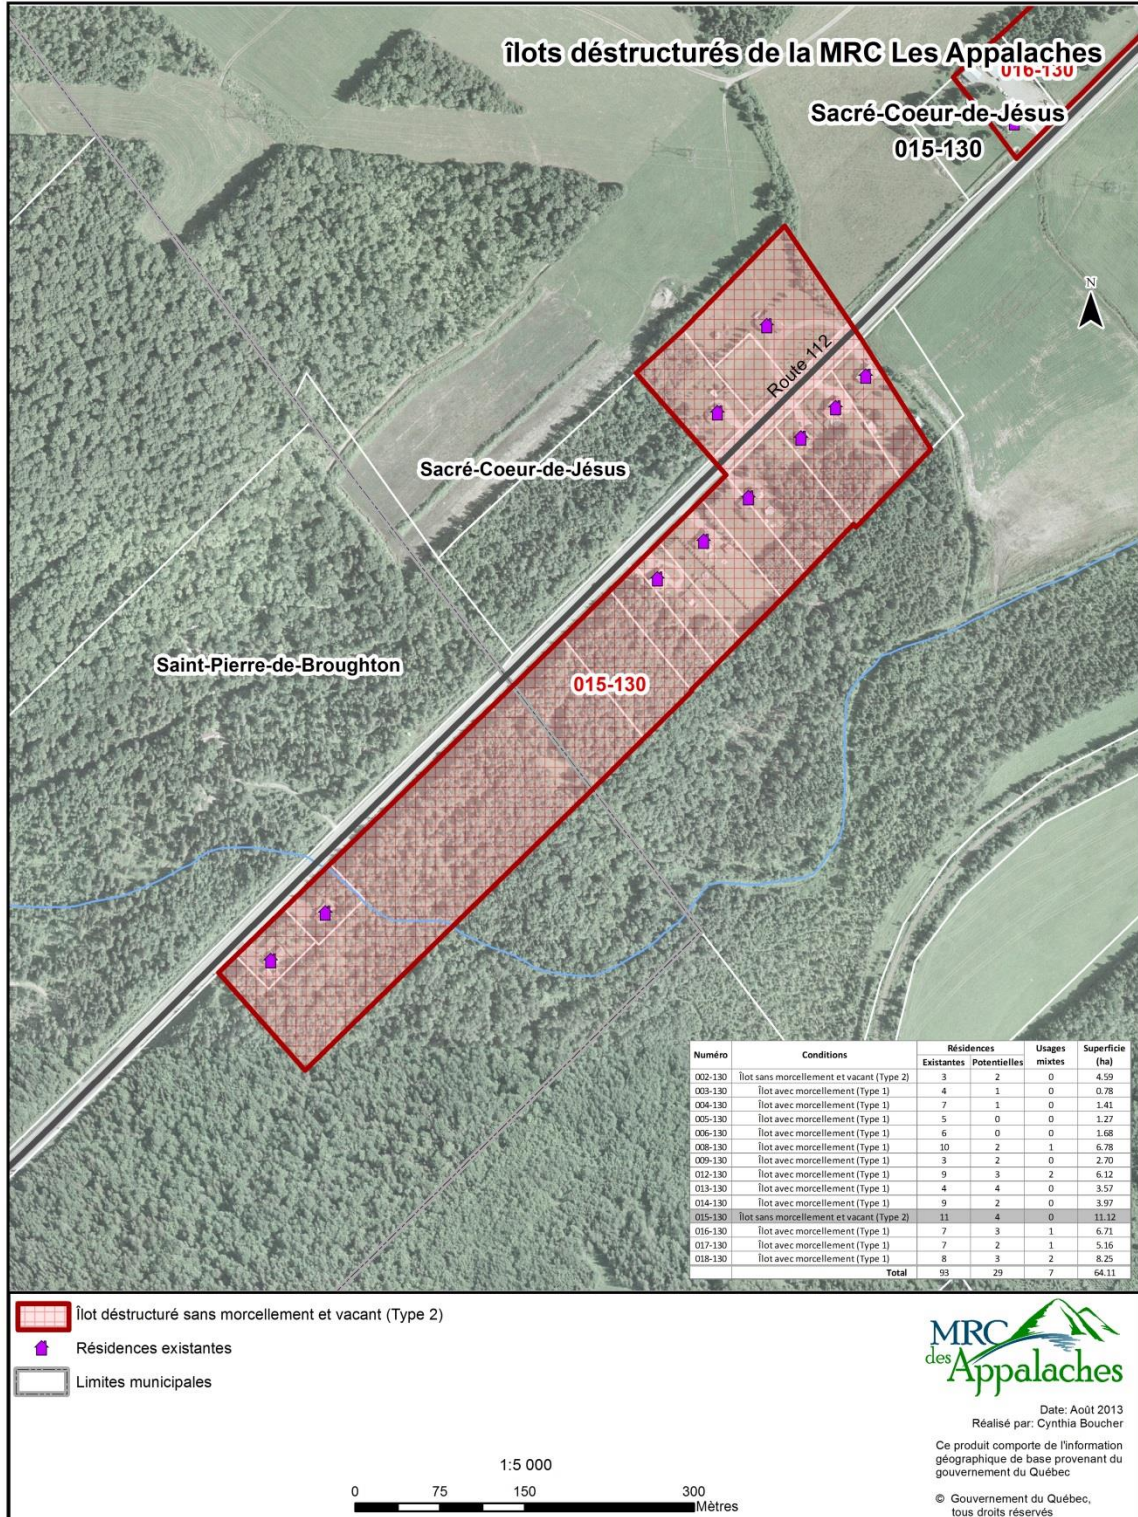 îlots déstructurés de la MRC Les Appalaches
016-130
Sacré-Coeur-de-Jésus
015-130
N
Route 112
Sacré-Coeur-de-Jésus
Saint-Pierre-de-Broughton
015-130
Numéro Conditions Résidences Usages mixtes Superficie (ha)
Existantes Potentielles
002-130 Îlot sans morcellement et vacant (Type 2) 3 2 0 4.59
003-130 Îlot avec morcellement (Type 1) 4 1 0 0.78
004-130 Îlot avec morcellement (Type 1) 7 1 0 1.41
005-130 Îlot avec morcellement (Type 1) 5 0 0 1.27
006-130 Îlot avec morcellement (Type 1) 6 0 0 1.68
008-130 Îlot avec morcellement (Type 1) 10 2 1 6.78
009-130 Îlot avec morcellement (Type 1) 3 2 0 2.70
012-130 Îlot avec morcellement (Type 1) 9 3 2 6.12
013-130 Îlot avec morcellement (Type 1) 4 4 0 3.57
014-130 Îlot avec morcellement (Type 1) 9 2 0 3.97
015-130 Îlot sans morcellement et vacant (Type 2) 11 4 0 11.12
016-130 Îlot avec morcellement (Type 1) 7 3 1 6.71
017-130 Îlot avec morcellement (Type 1) 7 2 1 5.16
018-130 Îlot avec morcellement (Type 1) 8 3 2 8.25
Total 93 29 7 64.11
Îlot déstructuré sans morcellement et vacant (Type 2)
Résidences existantes
Limites municipales
1:5 000
0 75 150 300
Mètres
MRC
des Appalaches
Date: Août 2013
Réalisé par: Cynthia Boucher
Ce produit comporte de l'information
géographique de base provenant du
gouvernement du Québec
© Gouvernement du Québec,
tous droits réservés